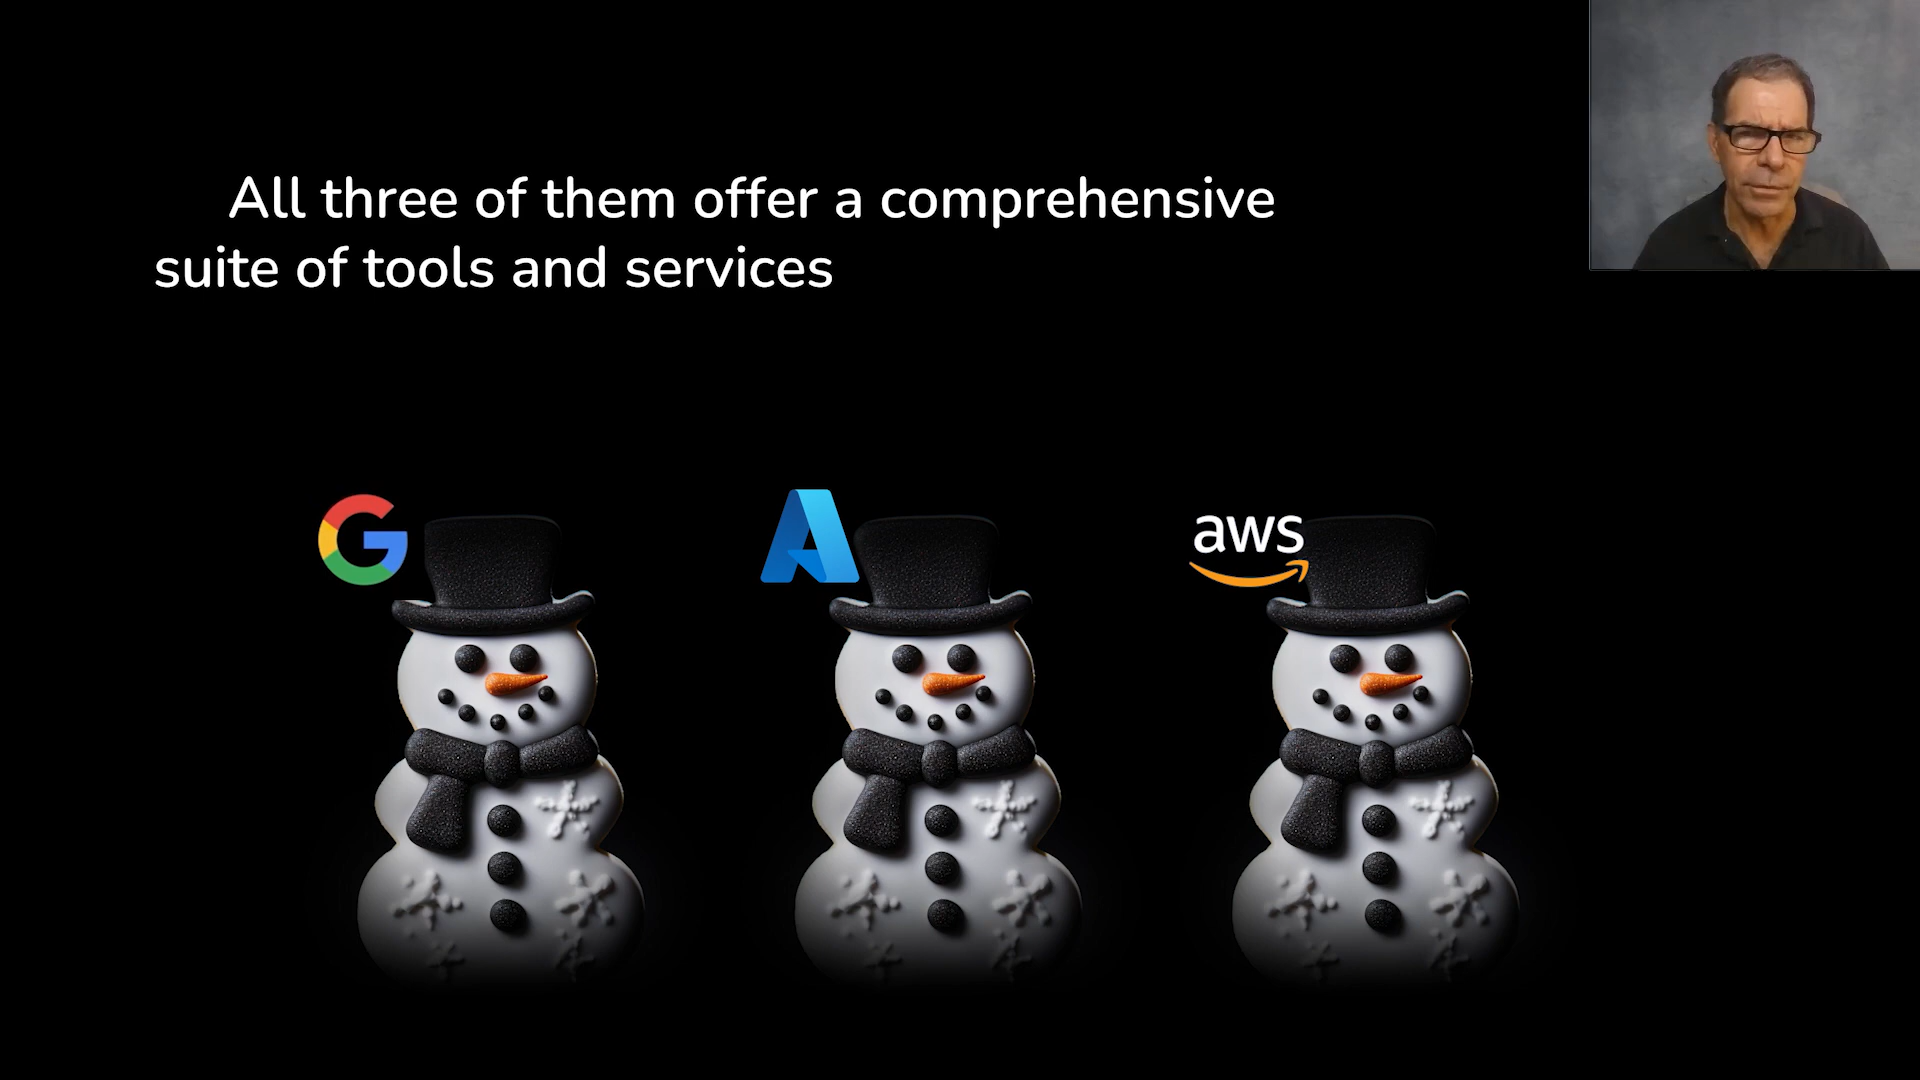 All three of them offer a comprehensive
suite of tools and services
aws